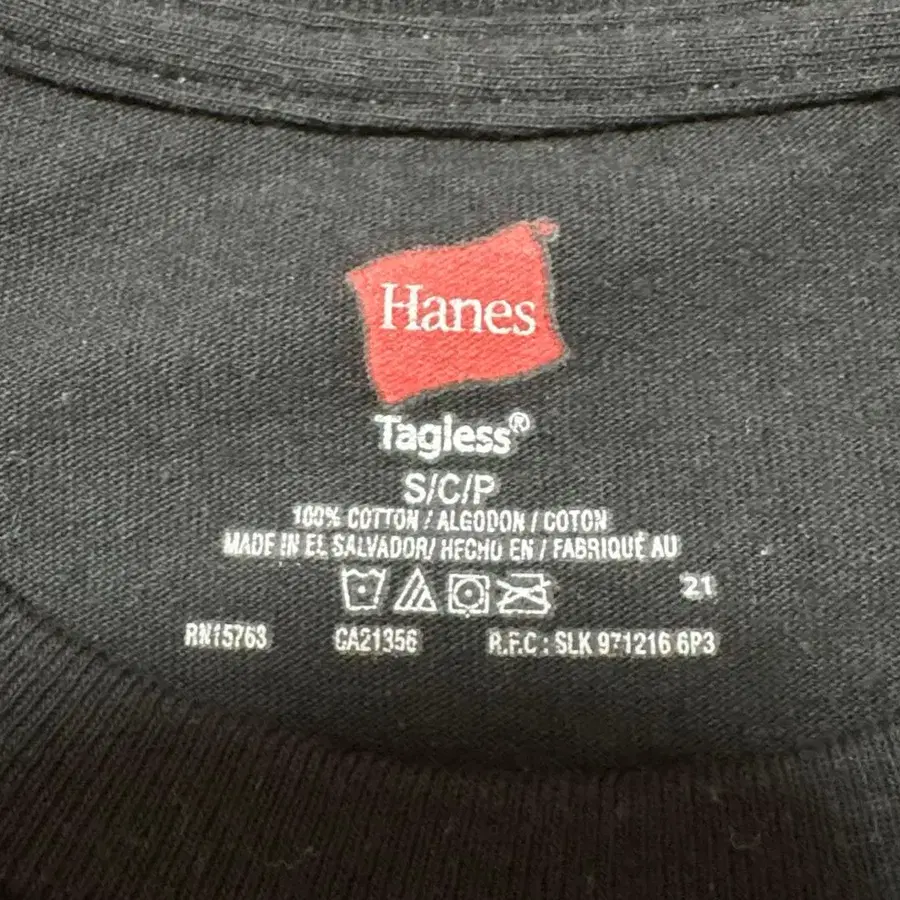 Hanes
Tagless®
S/C/P
100% COTTON / ALGODON / COTON
MADE IN EL SALVADOR/ HECHO EN / FABRIQUÉ AU
21
RN15763 CA21356 R.F.C : SLK 971216 6P3